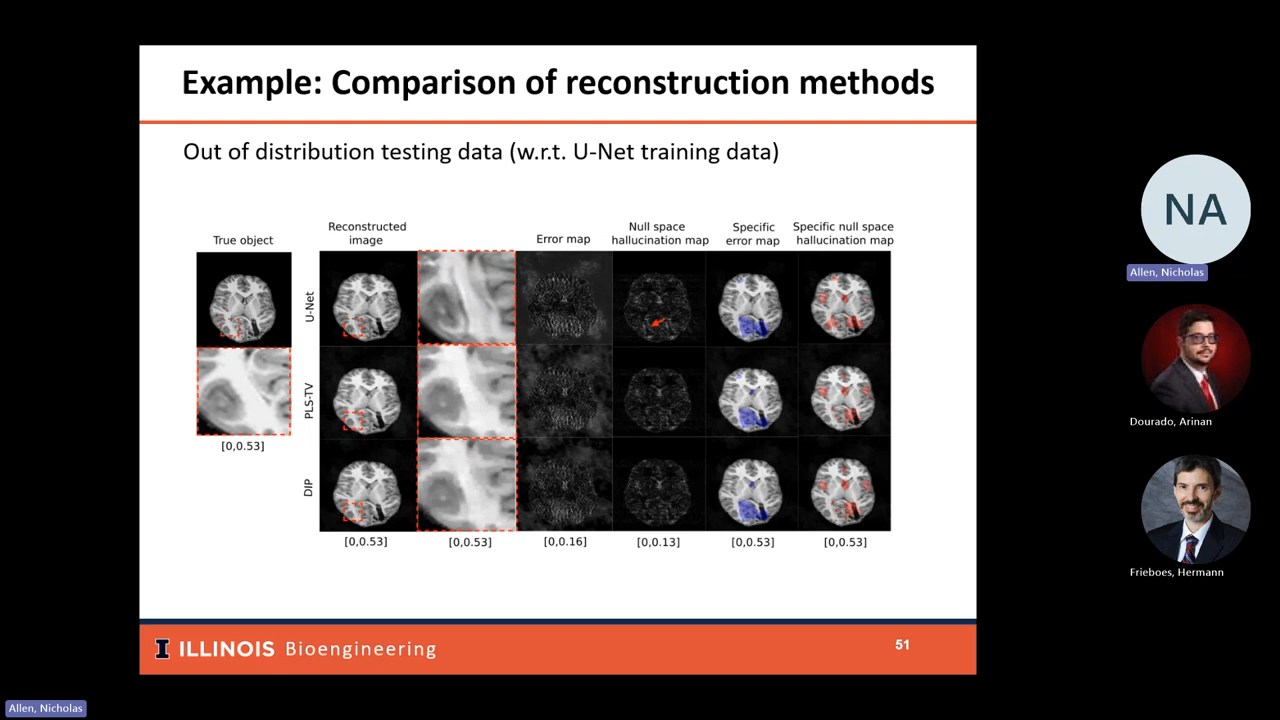 Example: Comparison of reconstruction methods
Out of distribution testing data (w.r.t. U-Net training data)
True object
Reconstructed
image
Error map
Null space
hallucination map
Specific
error map
Specific null space
hallucination map
U-Net
PLS-TV
DIP
[0,0.53]
[0,0.53]
[0,0.53]
[0,0.16]
[0,0.13]
[0,0.53]
[0,0.53]
I ILLINOIS Bioengineering
51
NA
Allen, Nicholas
Dourado, Arinan
Frieboes, Hermann
Allen, Nicholas